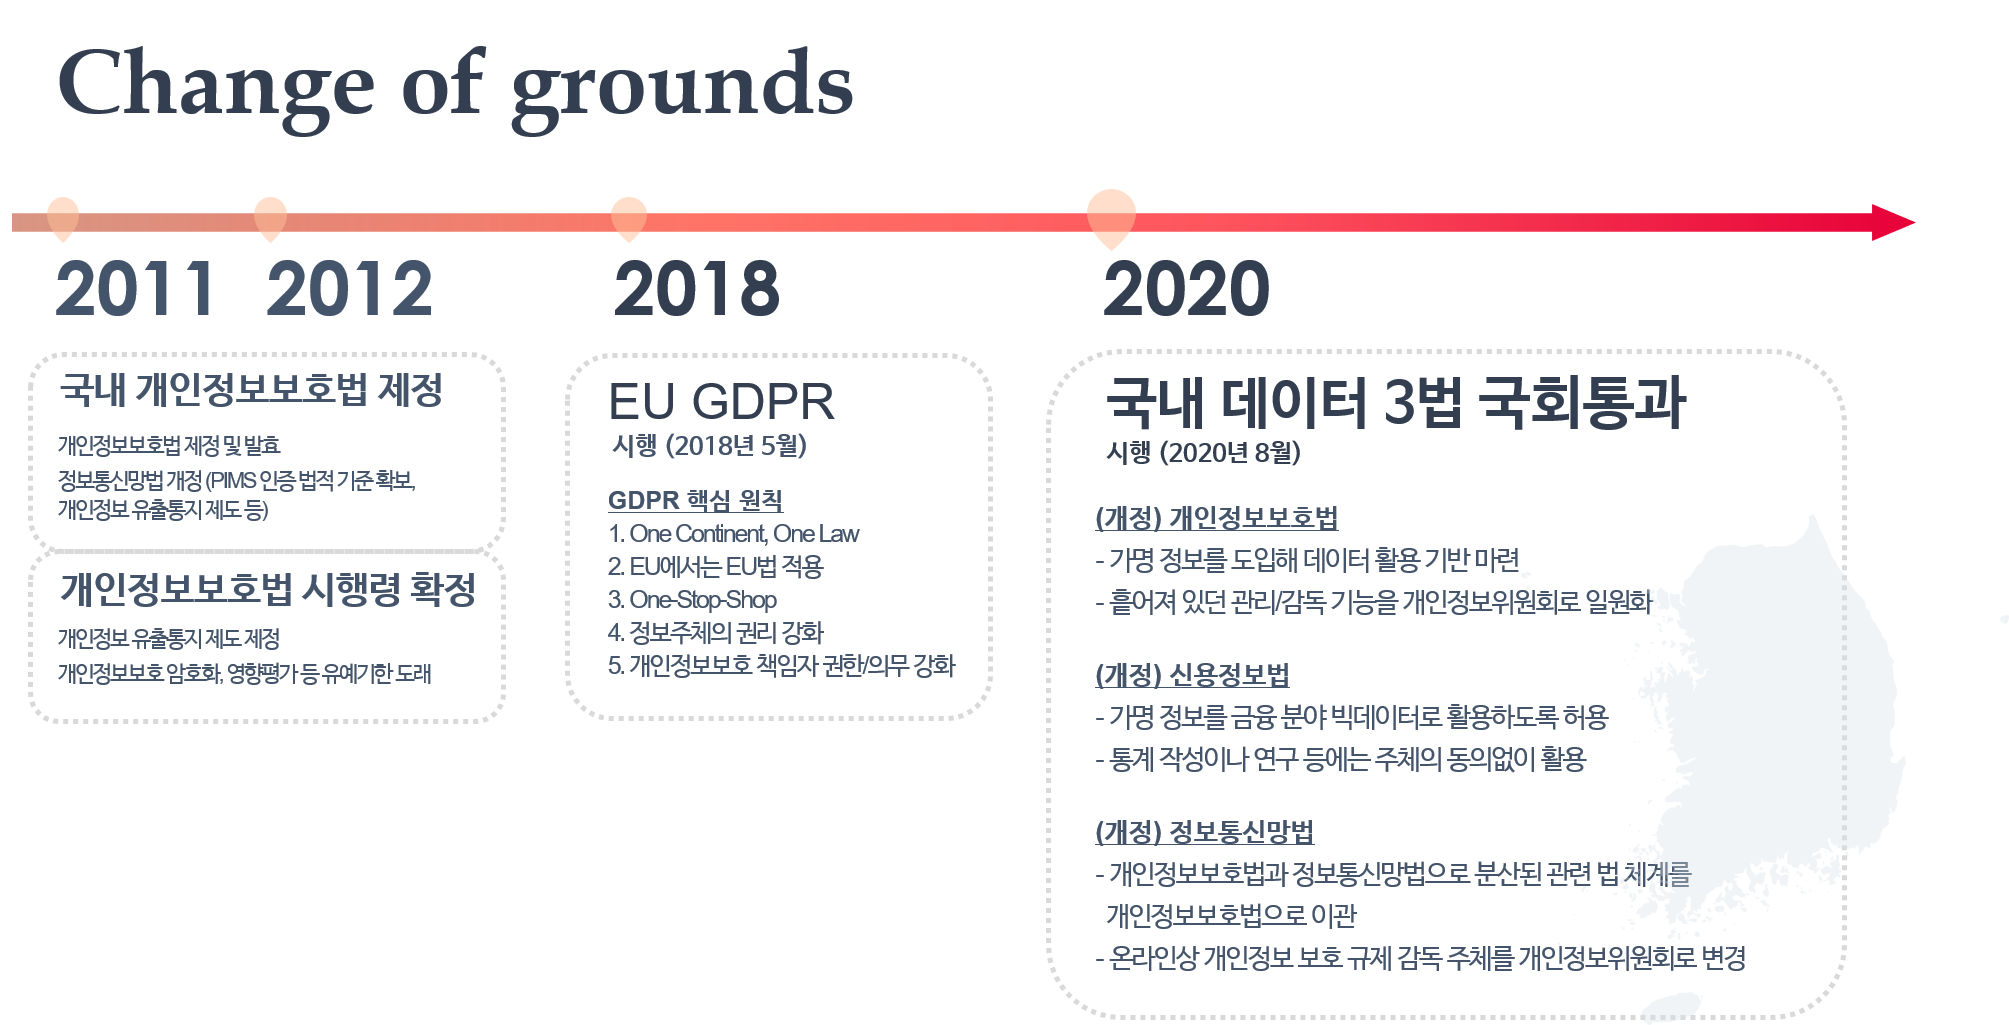 Change of grounds
2011
2012
2018
2020
국내 개인정보보호법 제정
개인정보보호법 제정 및 발효
정보통신망법 개정 (PIMS 인증 법적 기준 확보,
개인정보 유출통지 제도 등)
개인정보보호법 시행령 확정
개인정보 유출통지 제도 제정
개인정보보호 암호화, 영향평가 등 유예기한 도래
EU GDPR
시행 (2018년 5월)
GDPR 핵심 원칙
1. One Continent, One Law
2. EU에서는 EU법 적용
3. One-Stop-Shop
4. 정보주체의 권리 강화
5. 개인정보보호 책임자 권한/의무 강화
국내 데이터 3법 국회통과
시행 (2020년 8월)
(개정) 개인정보보호법
- 가명 정보를 도입해 데이터 활용 기반 마련
- 흩어져 있던 관리/감독 기능을 개인정보위원회로 일원화
(개정) 신용정보법
- 가명 정보를 금융 분야 빅데이터로 활용하도록 허용
- 통계 작성이나 연구 등에는 주체의 동의없이 활용
(개정) 정보통신망법
- 개인정보보호법과 정보통신망법으로 분산된 관련 법 체계를
개인정보보호법으로 이관
- 온라인상 개인정보 보호 규제 감독 주체를 개인정보위원회로 변경